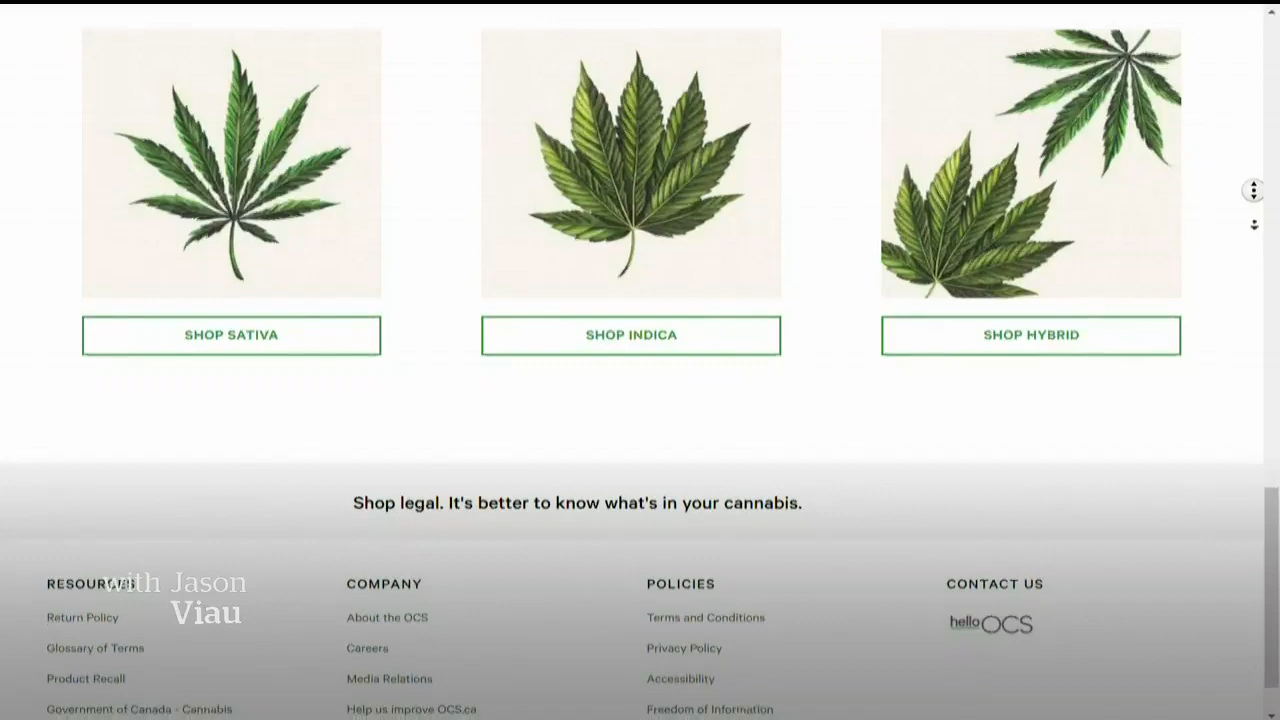 SHOP SATIVA
SHOP INDICA
SHOP HYBRID
Shop legal. It's better to know what's in your cannabis.
RESOURCES
Return Policy
Glossary of Terms
Product Recall
Government of Canada - Cannabis
COMPANY
About the OCS
Careers
Media Relations
Help us improve OCS.ca
POLICIES
Terms and Conditions
Privacy Policy
Accessibility
Freedom of Information
CONTACT US
hello OCS
with Jason
Viau